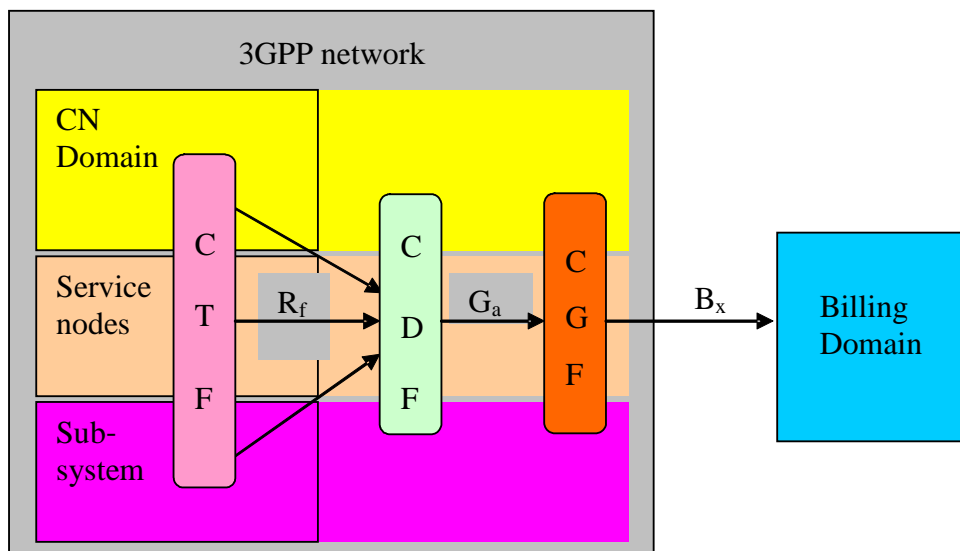 3GPP network
CN
Domain
C
T
F
Service
nodes
Rf
C
D
F
Ga
C
G
F
Bx
Billing
Domain
Sub-
system